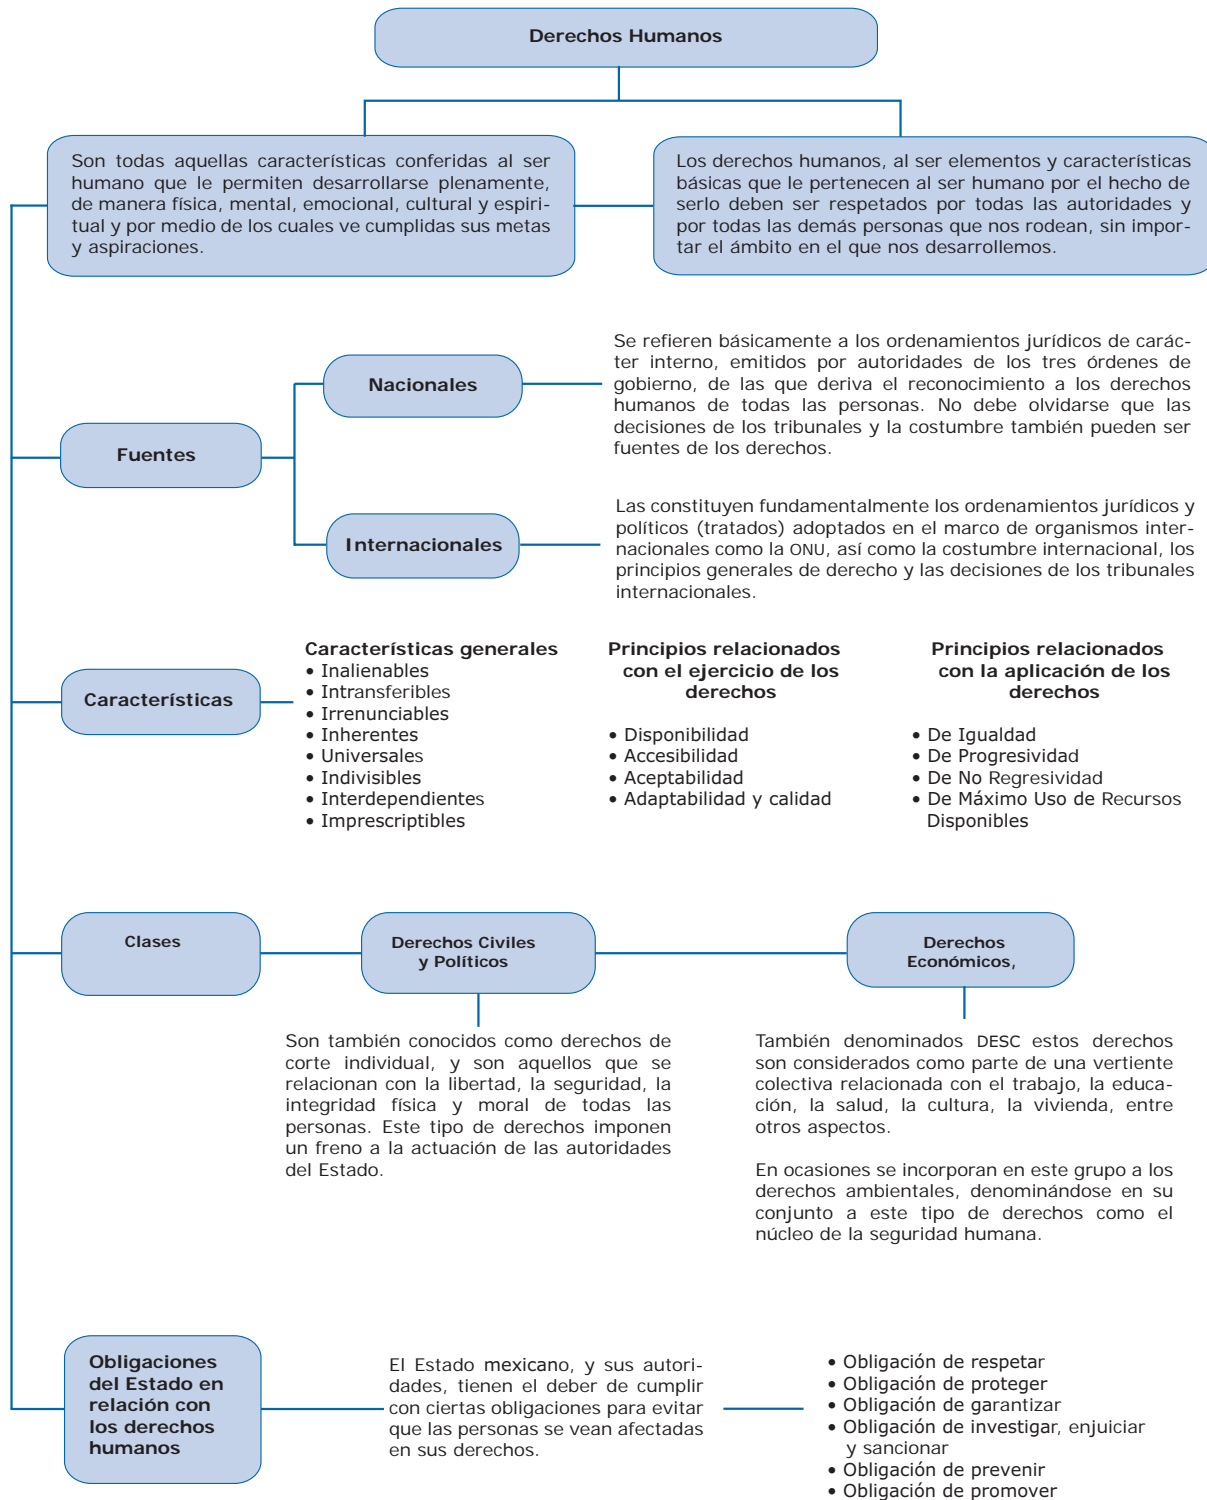 Derechos Humanos
Son todas aquellas características conferidas al ser
humano que le permiten desarrollarse plenamente,
de manera física, mental, emocional, cultural y espiri-
tual y por medio de los cuales ve cumplidas sus metas
y aspiraciones.
Los derechos humanos, al ser elementos y características
básicas que le pertenecen al ser humano por el hecho de
serlo deben ser respetados por todas las autoridades y
por todas las demás personas que nos rodean, sin impor-
tar el ámbito en el que nos desarrollemos.
Fuentes
Nacionales
Se refieren básicamente a los ordenamientos jurídicos de carác-
ter interno, emitidos por autoridades de los tres órdenes de
gobierno, de las que deriva el reconocimiento a los derechos
humanos de todas las personas. No debe olvidarse que las
decisiones de los tribunales y la costumbre también pueden ser
fuentes de los derechos.
Internacionales
Las constituyen fundamentalmente los ordenamientos jurídicos y
políticos (tratados) adoptados en el marco de organismos inter-
nacionales como la ONU, así como la costumbre internacional, los
principios generales de derecho y las decisiones de los tribunales
internacionales.
Características
Características generales
• Inalienables
• Intransferibles
• Irrenunciables
• Inherentes
• Universales
• Indivisibles
• Interdependientes
• Imprescriptibles
Principios relacionados
con el ejercicio de los
derechos
• Disponibilidad
• Accesibilidad
• Aceptabilidad
• Adaptabilidad y calidad
Principios relacionados
con la aplicación de los
derechos
• De Igualdad
• De Progresividad
• De No Regresividad
• De Máximo Uso de Recursos
Disponibles
Clases
Derechos Civiles
y Políticos
Son también conocidos como derechos de
corte individual, y son aquellos que se
relacionan con la libertad, la seguridad, la
integridad física y moral de todas las
personas. Este tipo de derechos imponen
un freno a la actuación de las autoridades
del Estado.
Derechos
Económicos,
También denominados DESC estos derechos
son considerados como parte de una vertiente
colectiva relacionada con el trabajo, la educa-
ción, la salud, la cultura, la vivienda, entre
otros aspectos.
En ocasiones se incorporan en este grupo a los
derechos ambientales, denominándose en su
conjunto a este tipo de derechos como el
núcleo de la seguridad humana.
Obligaciones
del Estado en
relación con
los derechos
humanos
El Estado mexicano, y sus autori-
dades, tienen el deber de cumplir
con ciertas obligaciones para evitar
que las personas se vean afectadas
en sus derechos.
• Obligación de respetar
• Obligación de proteger
• Obligación de garantizar
• Obligación de investigar, enjuiciar
y sancionar
• Obligación de prevenir
• Obligación de promover